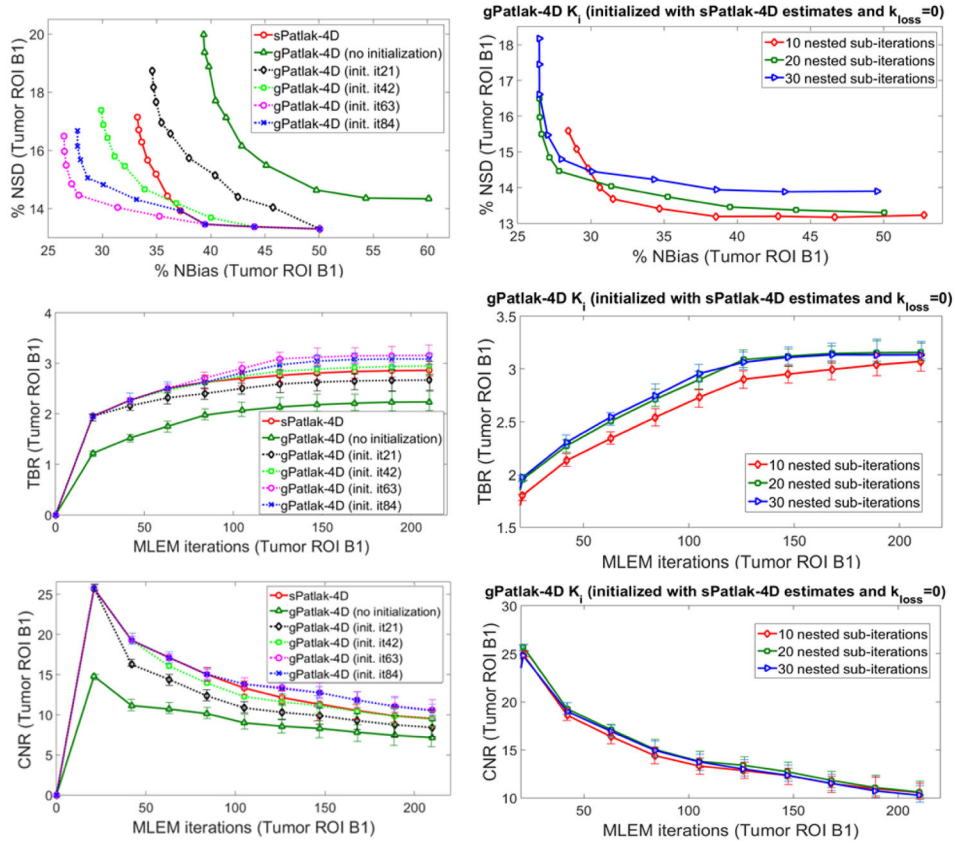 % NSD (Tumor ROI B1)
20
18
16
14
sPatlak-4D
gPatlak-4D (no initialization)
gPatlak-4D (init. it21)
gPatlak-4D (init. it42)
gPatlak-4D (init. it63)
gPatlak-4D (init. it84)
25 30 35 40 45 50 55 60
% NBias (Tumor ROI B1)
gPatlak-4D Ki (initialized with sPatlak-4D estimates and kloss=0)
% NSD (Tumor ROI B1)
18
17
16
15
14
13
10 nested sub-iterations
20 nested sub-iterations
30 nested sub-iterations
25 30 35 40 45 50
% NBias (Tumor ROI B1)
TBR (Tumor ROI B1)
4
3
2
1
0
sPatlak-4D
gPatlak-4D (no initialization)
gPatlak-4D (init. it21)
gPatlak-4D (init. it42)
gPatlak-4D (init. it63)
gPatlak-4D (init. it84)
0 50 100 150 200
MLEM iterations (Tumor ROI B1)
gPatlak-4D Ki (initialized with sPatlak-4D estimates and kloss=0)
TBR (Tumor ROI B1)
3.5
3
2.5
2
1.5
10 nested sub-iterations
20 nested sub-iterations
30 nested sub-iterations
50 100 150 200
MLEM iterations (Tumor ROI B1)
CNR (Tumor ROI B1)
25
20
15
10
5
0
sPatlak-4D
gPatlak-4D (no initialization)
gPatlak-4D (init. it21)
gPatlak-4D (init. it42)
gPatlak-4D (init. it63)
gPatlak-4D (init. it84)
0 50 100 150 200
MLEM iterations (Tumor ROI B1)
gPatlak-4D Ki (initialized with sPatlak-4D estimates and kloss=0)
CNR (Tumor ROI B1)
30
25
20
15
10
10 nested sub-iterations
20 nested sub-iterations
30 nested sub-iterations
50 100 150 200
MLEM iterations (Tumor ROI B1)